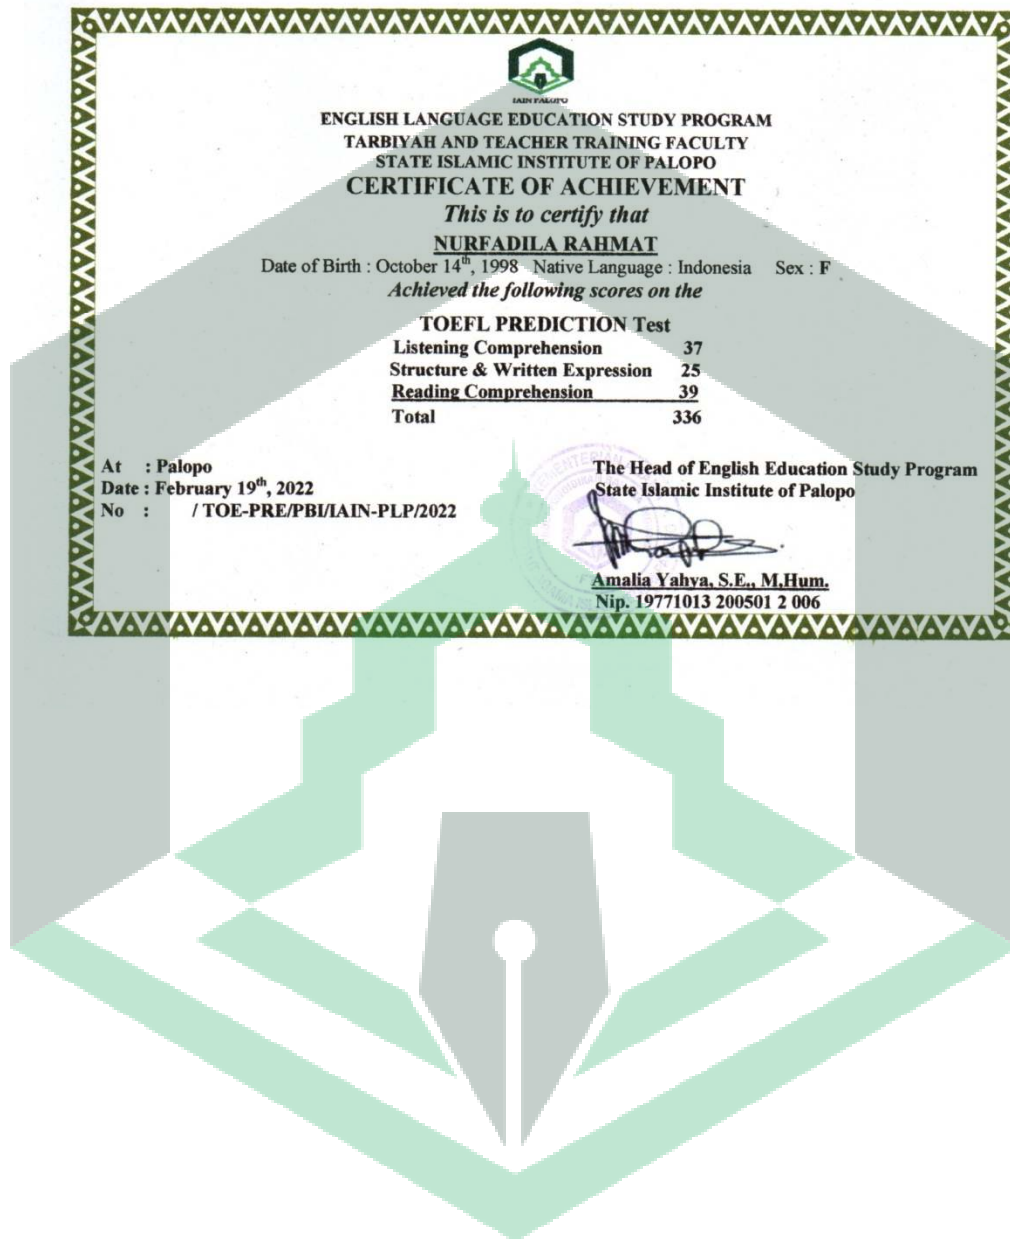 IAIN PALOPO
ENGLISH LANGUAGE EDUCATION STUDY PROGRAM
TARBIYAH AND TEACHER TRAINING FACULTY
STATE ISLAMIC INSTITUTE OF PALOPO
CERTIFICATE OF ACHIEVEMENT
This is to certify that
NURFADILA RAHMAT
Date of Birth : October 14th, 1998 Native Language : Indonesia Sex : F
Achieved the following scores on the
TOEFL PREDICTION Test
Listening Comprehension 37
Structure & Written Expression 25
Reading Comprehension 39
Total 336
At : Palopo
Date : February 19th, 2022
No : / TOE-PRE/PBI/IAIN-PLP/2022
The Head of English Education Study Program
State Islamic Institute of Palopo
Amalia Yahya, S.E., M,Hum.
Nip. 19771013 200501 2 006